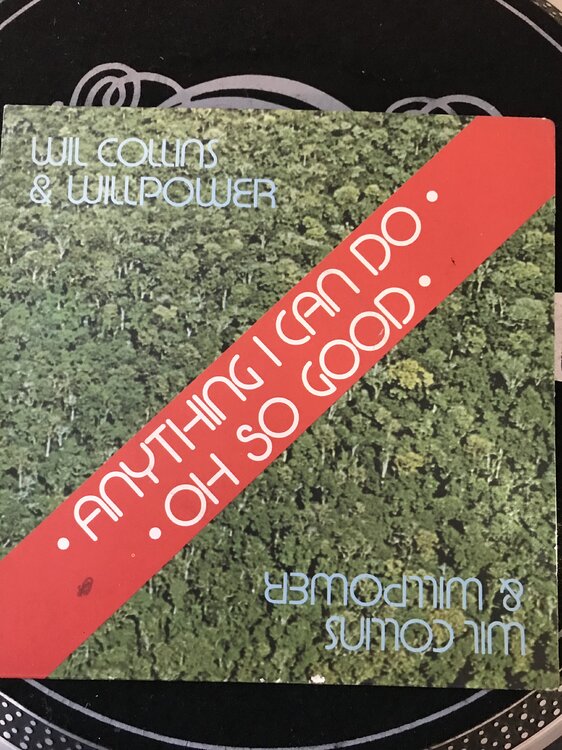 WIL COLLINS
& WILLPOWER
• ANYTHING I CAN DO •
• OH SO GOOD •
WIL COLLINS
& WILLPOWER